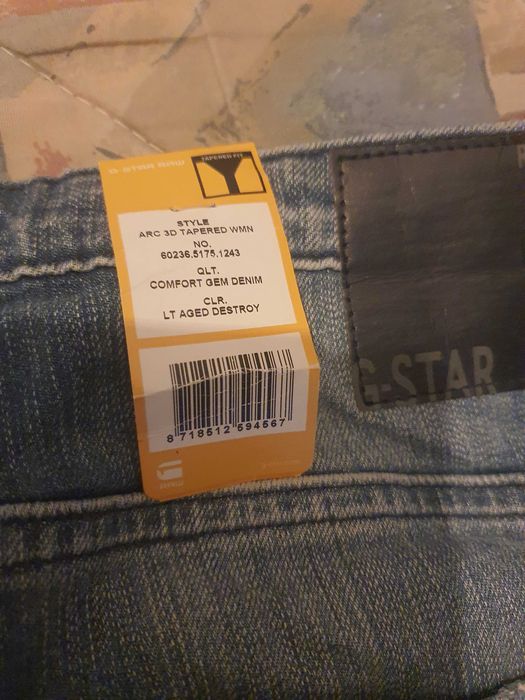 G-STAR RAW
TAPERED FIT
STYLE
ARC 3D TAPERED WMN
NO.
60236.5175.1243
QLT.
COMFORT GEM DENIM
CLR.
LT AGED DESTROY
8 718512 594567
RAW
G-STAR